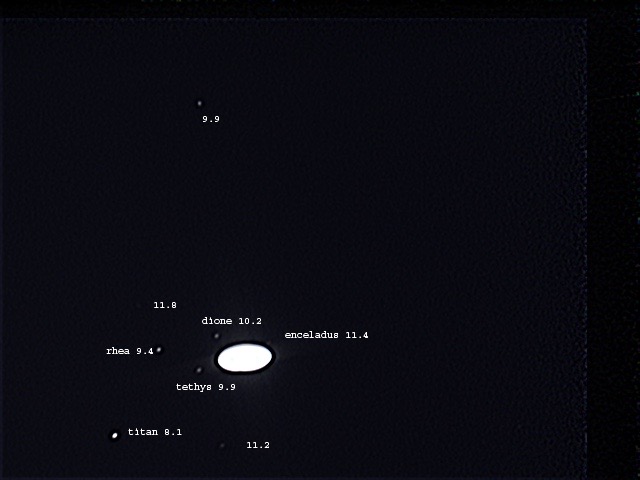 9.9
11.8
dione 10.2
enceladus 11.4
rhea 9.4
tethys 9.9
titan 8.1
11.2